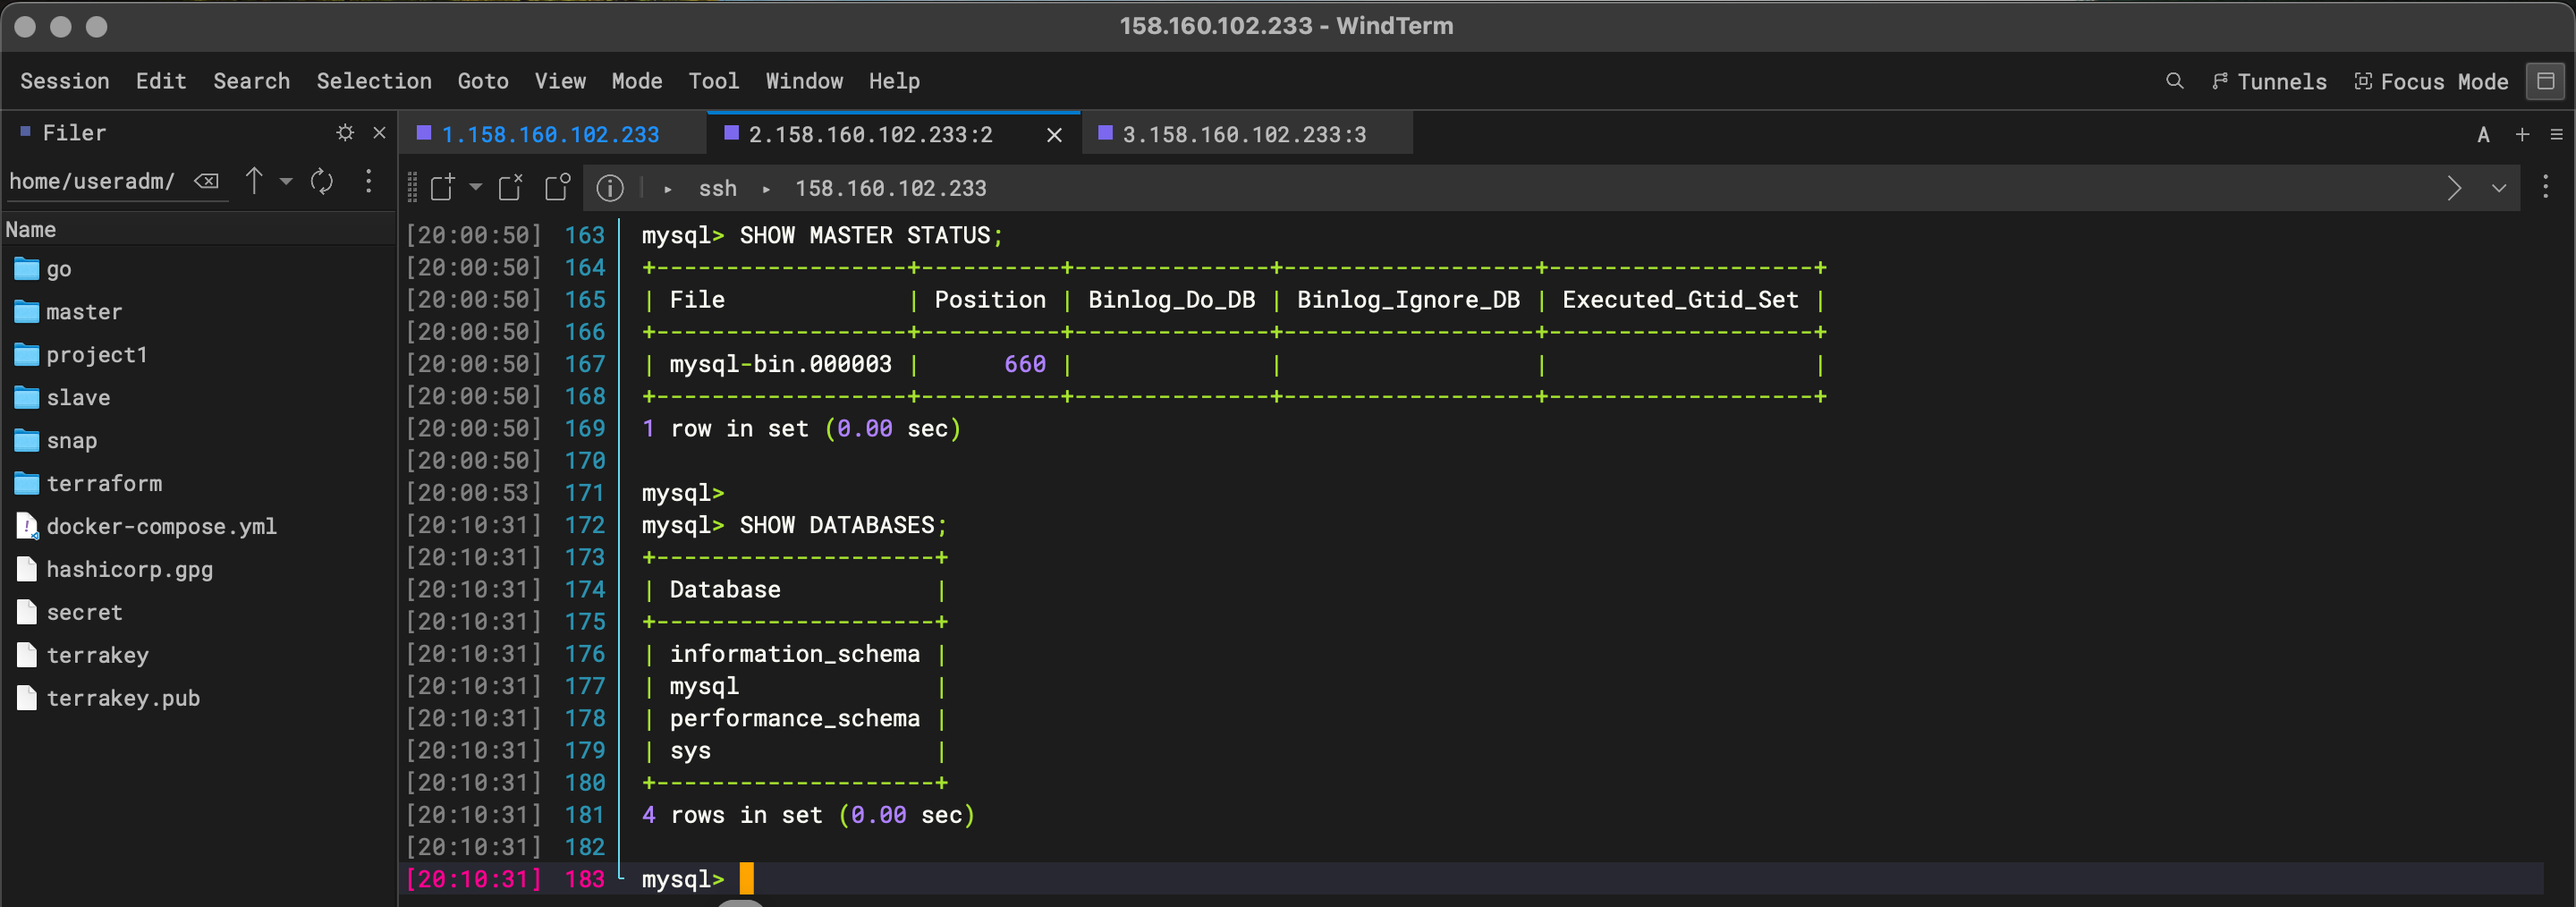 158.160.102.233 - WindTerm
Session Edit Search Selection Goto View Mode Tool Window Help Tunnels Focus Mode
Filer
1.158.160.102.233 2.158.160.102.233:2 3.158.160.102.233:3 A
home/useradm/
ssh 158.160.102.233
Name
go
master
project1
slave
snap
terraform
docker-compose.yml
hashicorp.gpg
secret
terrakey
terrakey.pub
[20:00:50] 163 mysql> SHOW MASTER STATUS;
[20:00:50] 164 +------------------+----------+--------------+------------------+-------------------+
[20:00:50] 165 | File | Position | Binlog_Do_DB | Binlog_Ignore_DB | Executed_Gtid_Set |
[20:00:50] 166 +------------------+----------+--------------+------------------+-------------------+
[20:00:50] 167 | mysql-bin.000003 | 660 | | | |
[20:00:50] 168 +------------------+----------+--------------+------------------+-------------------+
[20:00:50] 169 1 row in set (0.00 sec)
[20:00:50] 170
[20:00:53] 171 mysql>
[20:10:31] 172 mysql> SHOW DATABASES;
[20:10:31] 173 +--------------------+
[20:10:31] 174 | Database |
[20:10:31] 175 +--------------------+
[20:10:31] 176 | information_schema |
[20:10:31] 177 | mysql |
[20:10:31] 178 | performance_schema |
[20:10:31] 179 | sys |
[20:10:31] 180 +--------------------+
[20:10:31] 181 4 rows in set (0.00 sec)
[20:10:31] 182
[20:10:31] 183 mysql>